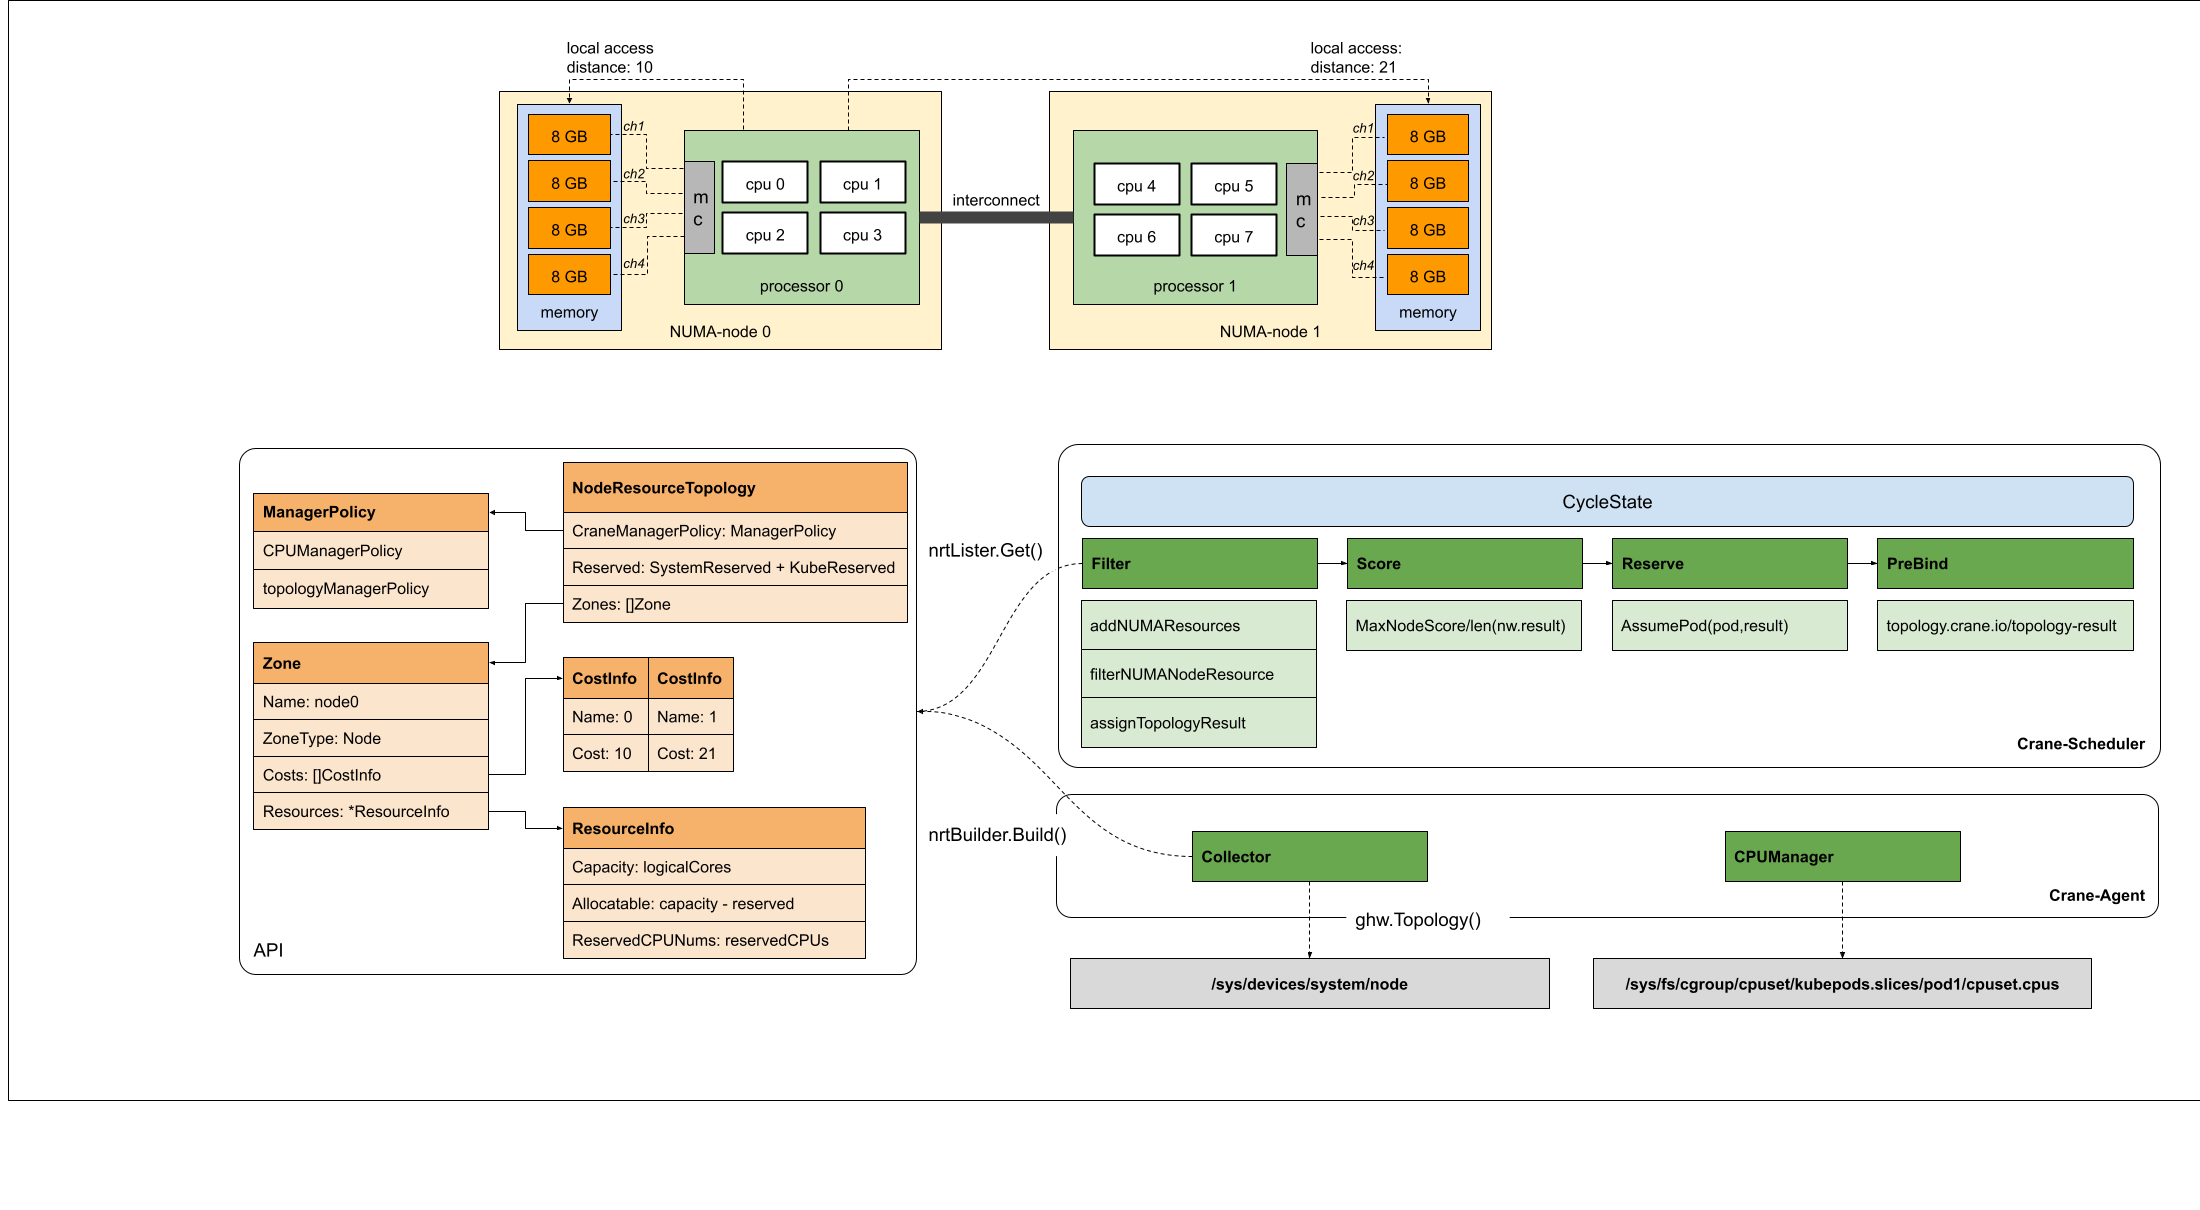 local access
distance: 10
local access:
distance: 21
8 GB
8 GB
8 GB
8 GB
memory
ch1
ch2
ch3
ch4
m
c
cpu 0
cpu 1
cpu 2
cpu 3
processor 0
NUMA-node 0
interconnect
cpu 4
cpu 5
cpu 6
cpu 7
processor 1
m
c
ch1
ch2
ch3
ch4
8 GB
8 GB
8 GB
8 GB
memory
NUMA-node 1
ManagerPolicy
CPUManagerPolicy
topologyManagerPolicy
NodeResourceTopology
CraneManagerPolicy: ManagerPolicy
Reserved: SystemReserved + KubeReserved
Zones: []Zone
Zone
Name: node0
ZoneType: Node
Costs: []CostInfo
Resources: *ResourceInfo
CostInfo
CostInfo
Name: 0
Name: 1
Cost: 10
Cost: 21
ResourceInfo
Capacity: logicalCores
Allocatable: capacity - reserved
ReservedCPUNums: reservedCPUs
API
nrtLister.Get()
nrtBuilder.Build()
CycleState
Filter
Score
Reserve
PreBind
addNUMAResources
filterNUMANodeResource
assignTopologyResult
MaxNodeScore/len(nw.result)
AssumePod(pod,result)
topology.crane.io/topology-result
Crane-Scheduler
Collector
CPUManager
Crane-Agent
ghw.Topology()
/sys/devices/system/node
/sys/fs/cgroup/cpuset/kubepods.slices/pod1/cpuset.cpus